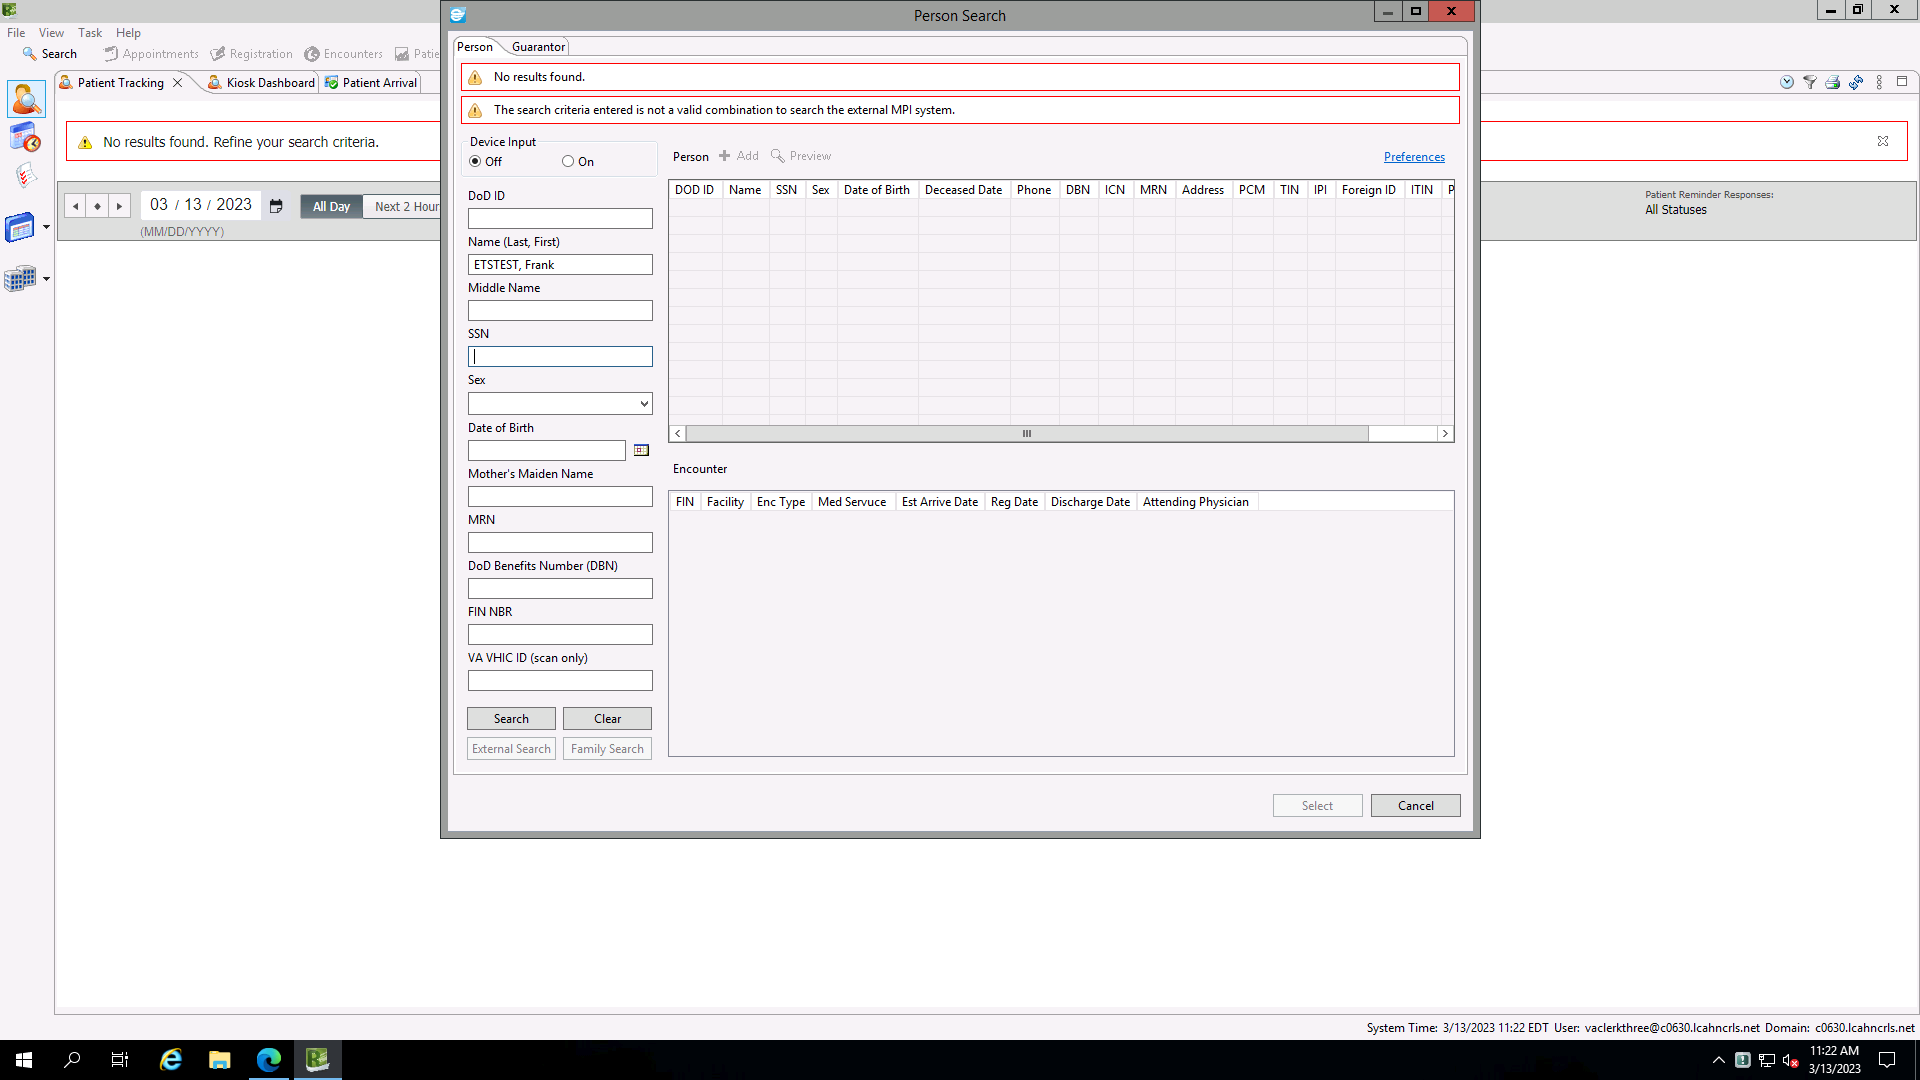 Person Search
File View Task Help
Search Appointments Registration Encounters Patie
Person Guarantor
Patient Tracking Kiosk Dashboard Patient Arrival
No results found.
The search criteria entered is not a valid combination to search the external MPI system.
No results found. Refine your search criteria.
Device Input
Off On
Person Add Preview Preferences
DoD ID
DOD ID Name SSN Sex Date of Birth Deceased Date Phone DBN ICN MRN Address PCM TIN IPI Foreign ID ITIN P
03 / 13 / 2023 All Day Next 2 Hour
(MM/DD/YYYY)
Patient Reminder Responses:
All Statuses
Name (Last, First)
ETSTEST, Frank
Middle Name
SSN
Sex
Date of Birth
Mother's Maiden Name
MRN
DoD Benefits Number (DBN)
FIN NBR
VA VHIC ID (scan only)
Search Clear
External Search Family Search
Encounter
FIN Facility Enc Type Med Servuce Est Arrive Date Reg Date Discharge Date Attending Physician
Select Cancel
System Time: 3/13/2023 11:22 EDT User: vaclerkthree@c0630.lcahncrls.net Domain: c0630.lcahncrls.net
11:22 AM
3/13/2023